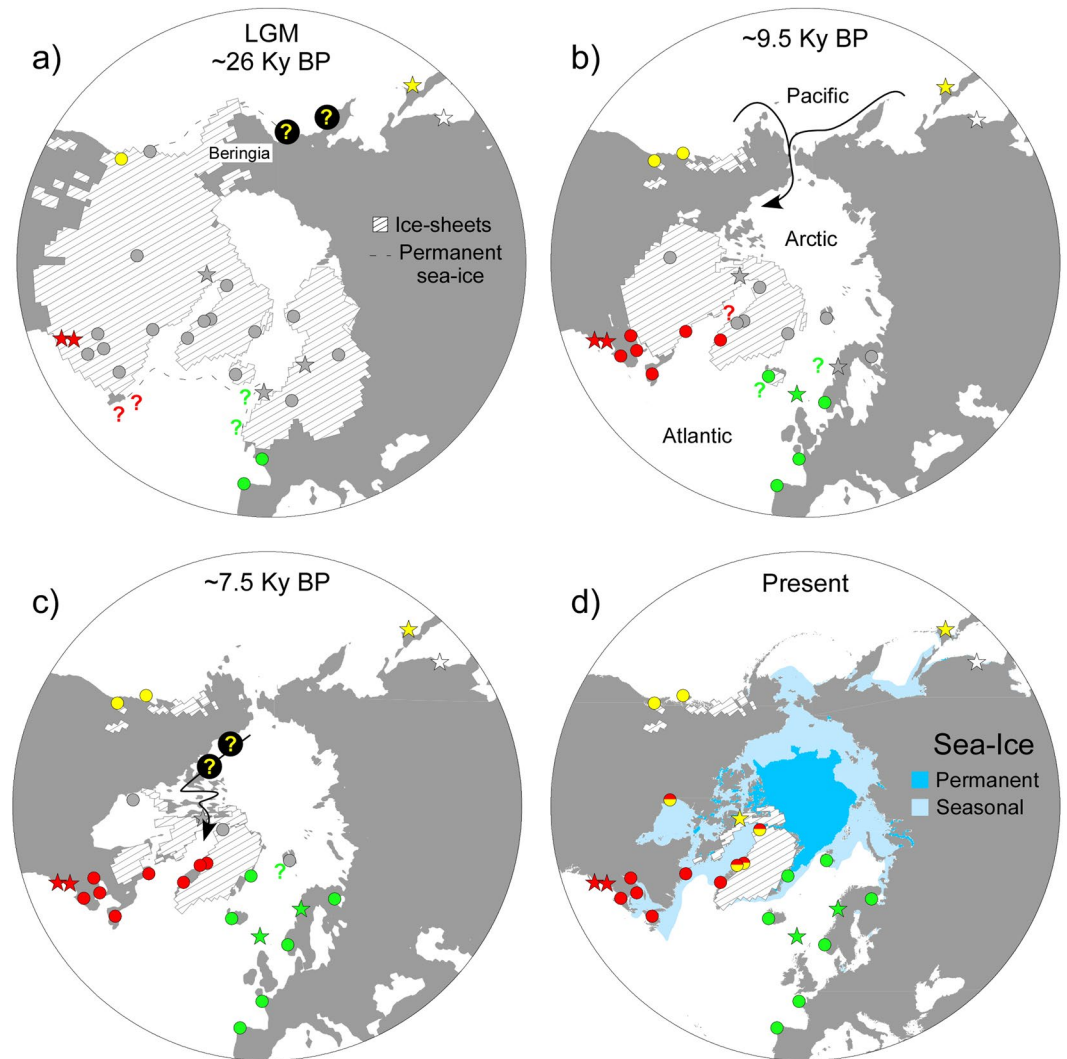 a)
LGM
~26 Ky BP
?
?
Beringia
Ice-sheets
Permanent
sea-ice
?
?
?
?
b)
~9.5 Ky BP
Pacific
Arctic
?
?
?
Atlantic
c)
~7.5 Ky BP
?
?
?
d)
Present
Sea-Ice
Permanent
Seasonal